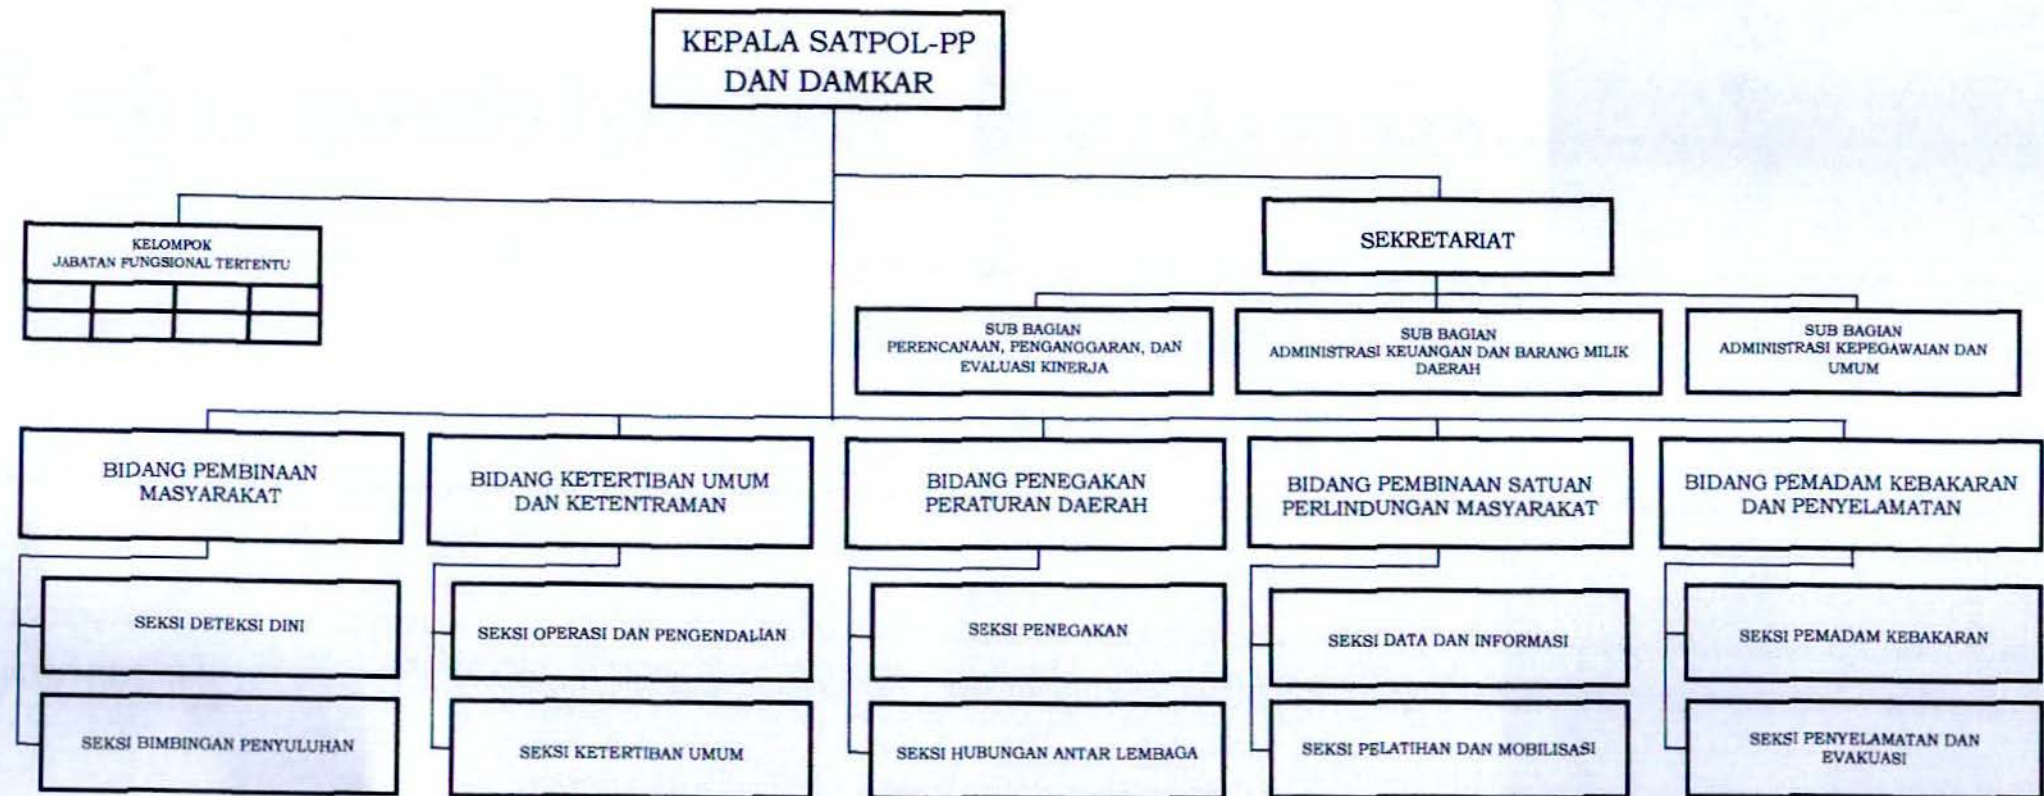 KEPALA SATPOL-PP
DAN DAMKAR
KELOMPOK
JABATAN FUNGSIONAL TERTENTU
SEKRETARIAT
SUB BAGIAN
PERENCANAAN, PENGANGGARAN, DAN
EVALUASI KINERJA
SUB BAGIAN
ADMINISTRASI KEUANGAN DAN BARANG MILIK
DAERAH
SUB BAGIAN
ADMINISTRASI KEPEGAWAIAN DAN
UMUM
BIDANG PEMBINAAN
MASYARAKAT
BIDANG KETERTIBAN UMUM
DAN KETENTRAMAN
BIDANG PENEGAKAN
PERATURAN DAERAH
BIDANG PEMBINAAN SATUAN
PERLINDUNGAN MASYARAKAT
BIDANG PEMADAM KEBAKARAN
DAN PENYELAMATAN
SEKSI DETEKSI DINI
SEKSI OPERASI DAN PENGENDALIAN
SEKSI PENEGAKAN
SEKSI DATA DAN INFORMASI
SEKSI PEMADAM KEBAKARAN
SEKSI BIMBINGAN PENYULUHAN
SEKSI KETERTIBAN UMUM
SEKSI HUBUNGAN ANTAR LEMBAGA
SEKSI PELATIHAN DAN MOBILISASI
SEKSI PENYELAMATAN DAN
EVAKUASI